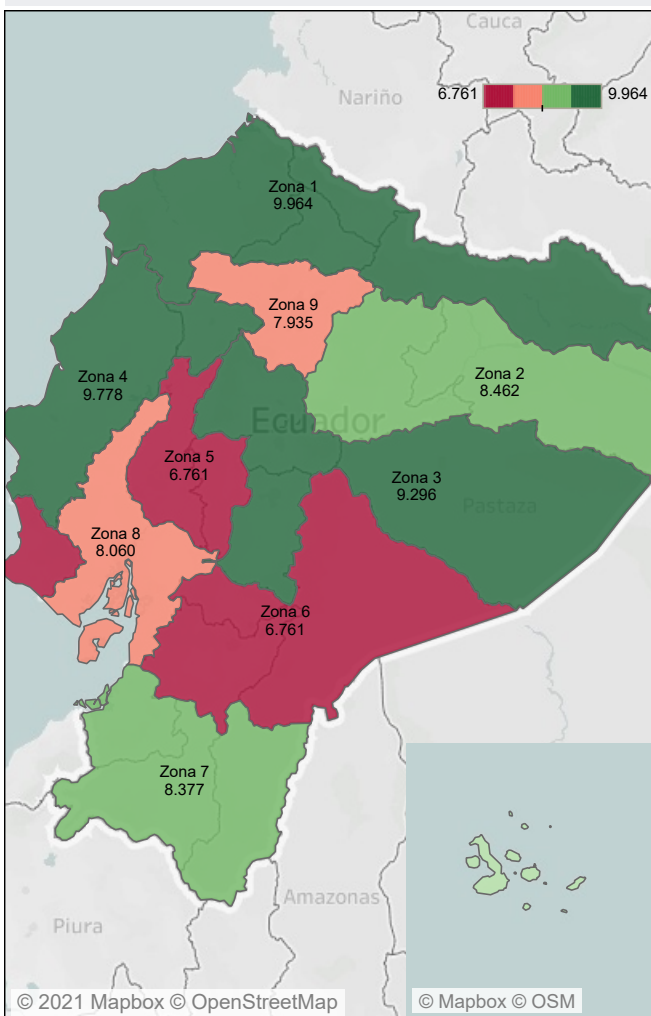 Cauca
Nariño
6.761
9.964
Zona 1
9.964
Zona 9
7.935
Zona 2
8.462
Zona 4
9.778
Ecuador
Zona 5
6.761
Zona 3
9.296
Pastaza
Zona 8
8.060
Zona 6
6.761
Zona 7
8.377
Amazonas
Piura
© 2021 Mapbox © OpenStreetMap
© Mapbox © OSM